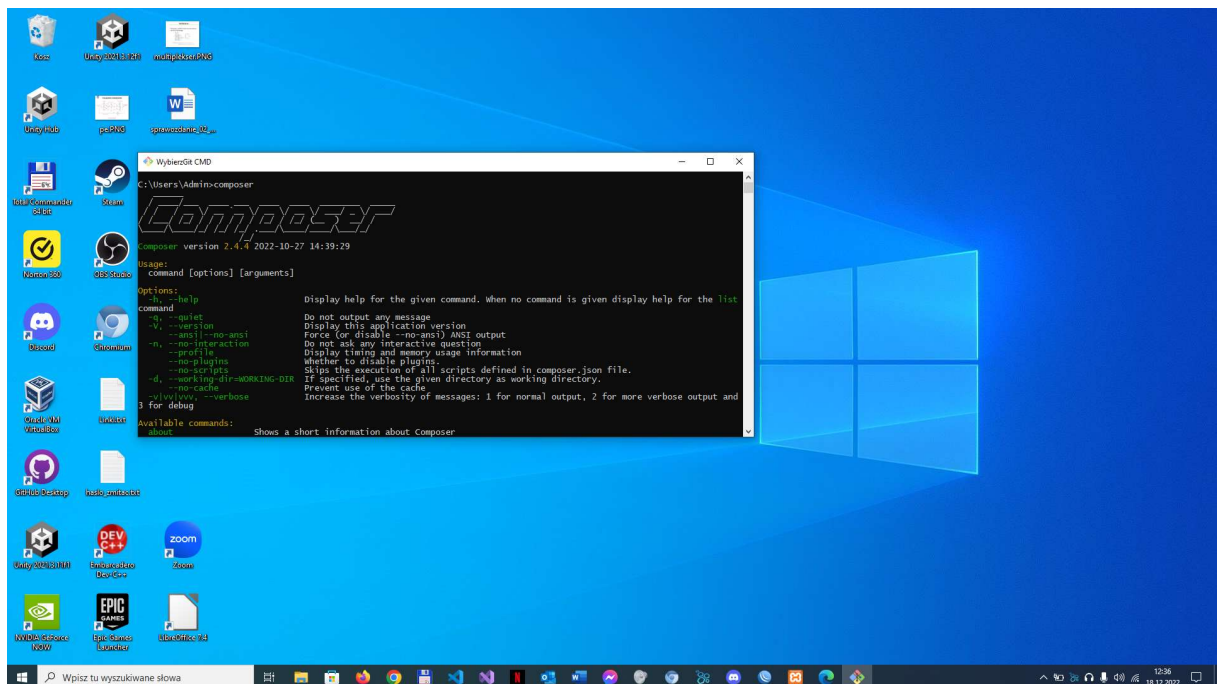 Kosz
Unity 2021.3.12f1
multiplekser.PNG
Unity Hub
pe.PNG
sprawozdanie_02_...
Total Commander 64 bit
Steam
Norton 360
OBS Studio
Discord
Chromium
Oracle VM VirtualBox
GitHub Desktop
haslo_zmitac.txt
Unity 2021.3.11f1
DEV C++
Embarcadero Dev-C++
zoom
Zoom
NVIDIA GeForce NOW
EPIC GAMES
Epic Games Launcher
LibreOffice 7.4
WybierzGit CMD
C:\Users\Admin>composer
Composer
Composer version 2.4.4 2022-10-27 14:39:29
Usage:
command [options] [arguments]
Options:
-h, --help Display help for the given command. When no command is given display help for the list
command
-q, --quiet Do not output any message
-V, --version Display this application version
--ansi|--no-ansi Force (or disable --no-ansi) ANSI output
-n, --no-interaction Do not ask any interactive question
--profile Display timing and memory usage information
--no-plugins Whether to disable plugins.
--no-scripts Skips the execution of all scripts defined in composer.json file.
-d, --working-dir=WORKING-DIR If specified, use the given directory as working directory.
--no-cache Prevent use of the cache
-v|vv|vvv, --verbose Increase the verbosity of messages: 1 for normal output, 2 for more verbose output and
3 for debug
Available commands:
about Shows a short information about Composer
Wpisz tu wyszukiwane słowa
12:36
18.12.2022